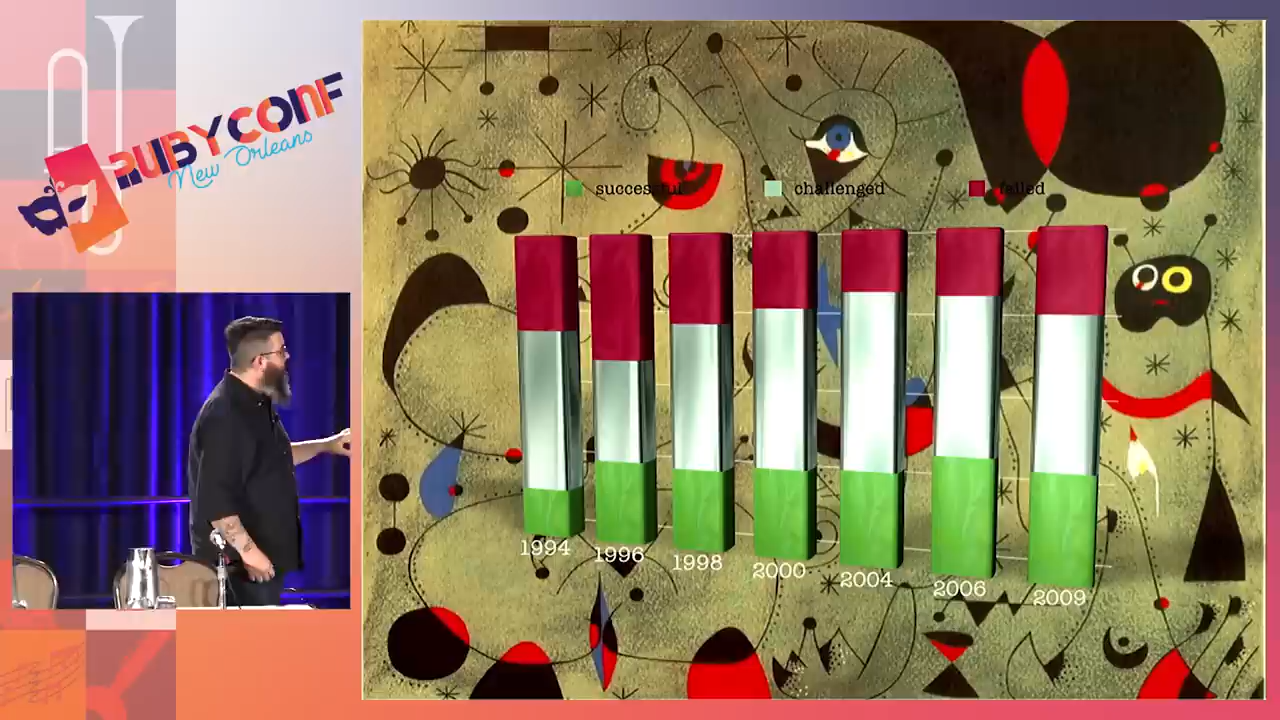 RUBYCONF
New Orleans
successful
challenged
failed
1994
1996
1998
2000
2004
2006
2009